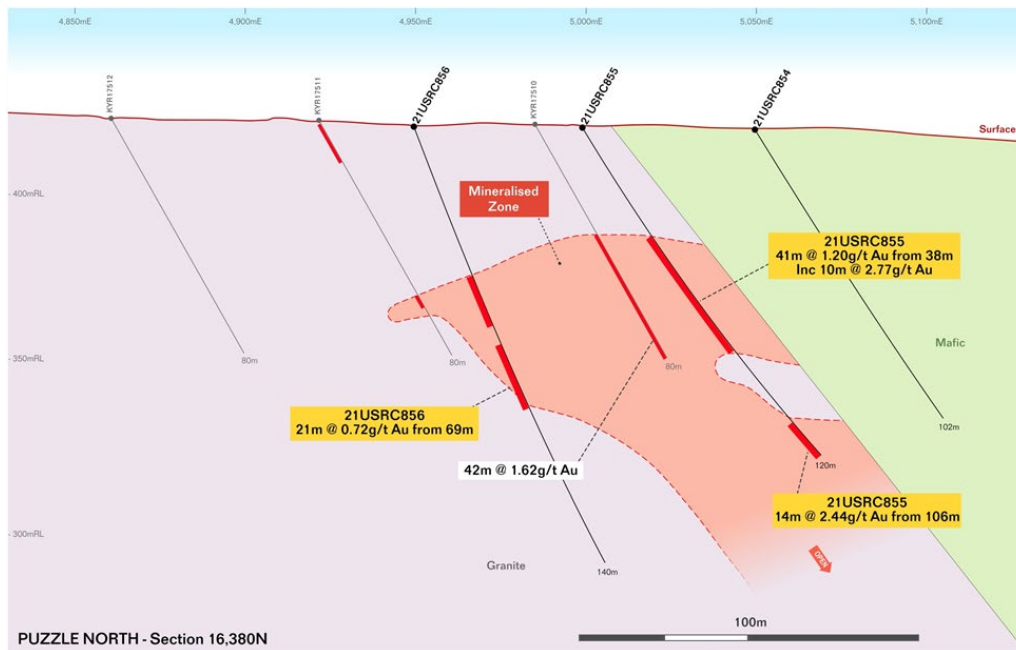 4,850mE
4,900mE
4,950mE
5,000mE
5,050mE
5,100mE
KYR17512
KYR17511
21USRC856
KYR17510
21USRC855
21USRC854
Surface
- 400mRL
Mineralised
Zone
21USRC855
41m @ 1.20g/t Au from 38m
Inc 10m @ 2.77g/t Au
- 350mRL
80m
80m
80m
Mafic
21USRC856
21m @ 0.72g/t Au from 69m
102m
42m @ 1.62g/t Au
120m
21USRC855
14m @ 2.44g/t Au from 106m
- 300mRL
OPEN
Granite
140m
100m
PUZZLE NORTH - Section 16,380N